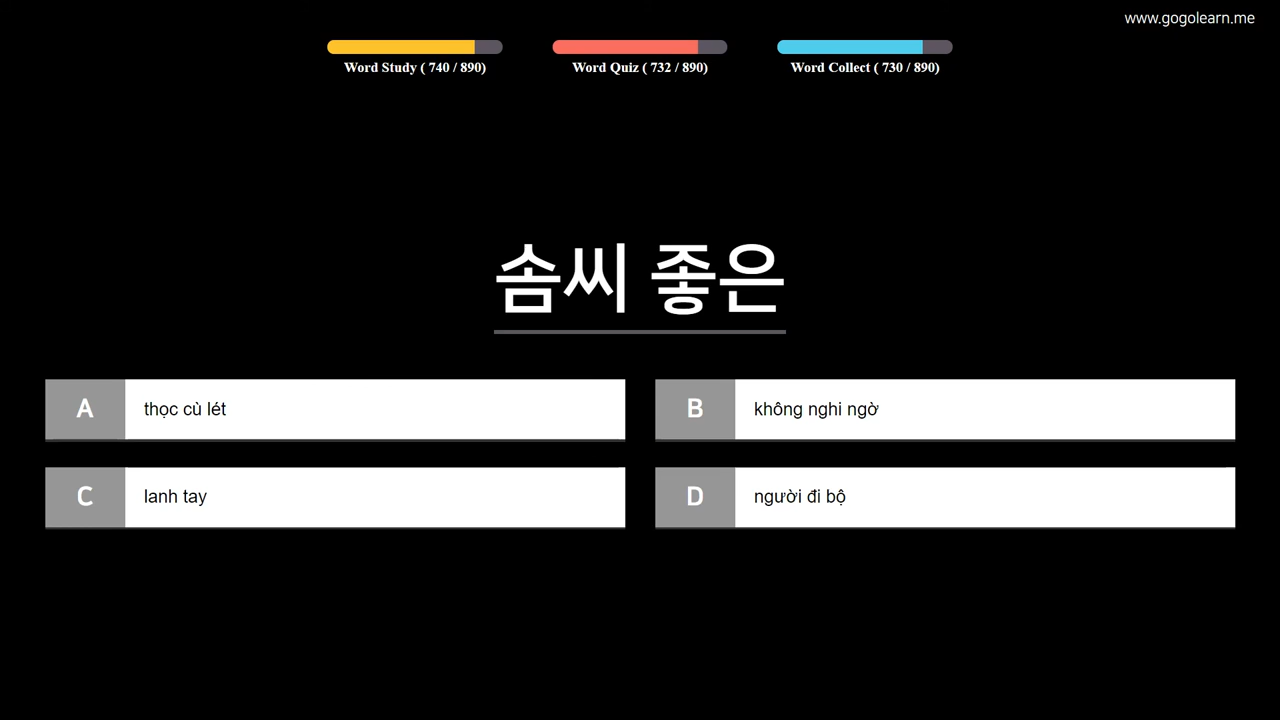 www.gogolearn.me
Word Study ( 740 / 890)
Word Quiz ( 732 / 890)
Word Collect ( 730 / 890)
솜씨 좋은
A thọc cù lét
B không nghi ngờ
C lanh tay
D người đi bộ